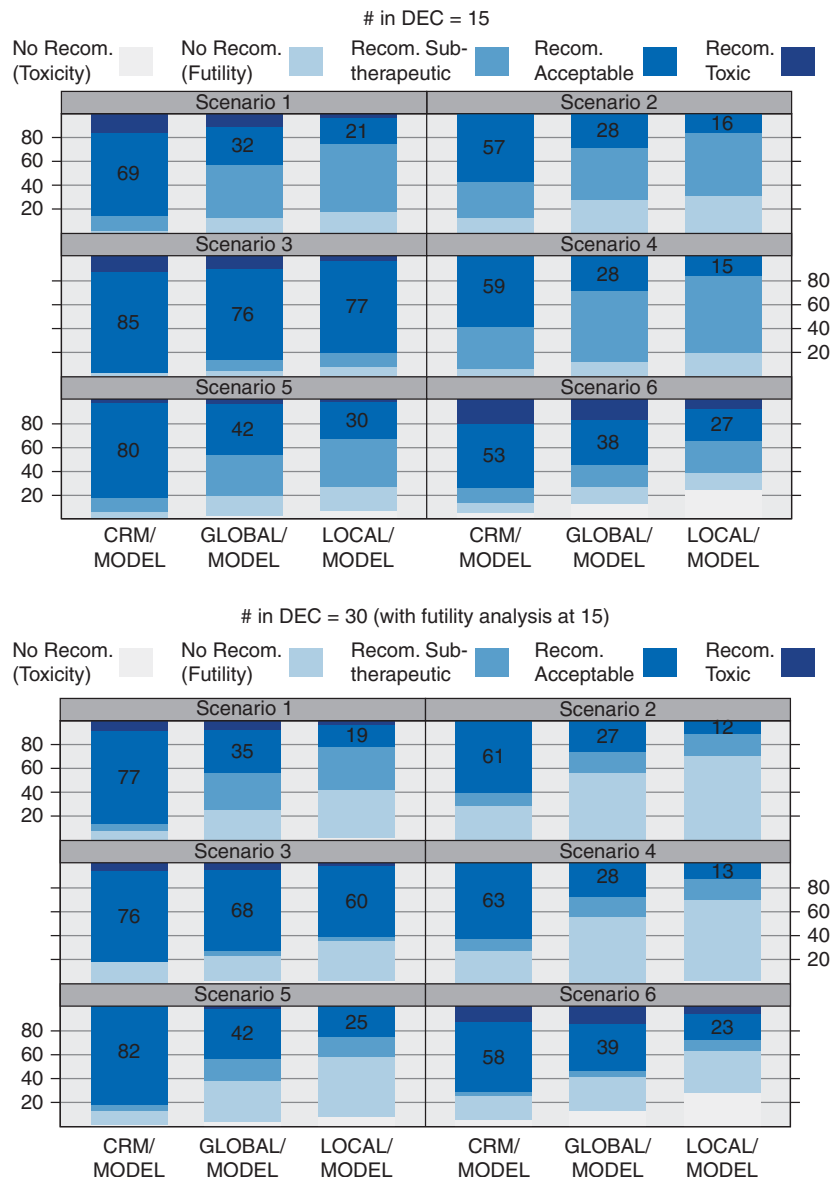 # in DEC = 15
No Recom. (Toxicity)
No Recom. (Futility)
Recom. Sub-therapeutic
Recom. Acceptable
Recom. Toxic
Scenario 1
Scenario 2
80
60
40
20
69
32
21
57
28
16
Scenario 3
Scenario 4
85
76
77
59
28
15
80
60
40
20
Scenario 5
Scenario 6
80
60
40
20
80
42
30
53
38
27
CRM/ MODEL
GLOBAL/ MODEL
LOCAL/ MODEL
CRM/ MODEL
GLOBAL/ MODEL
LOCAL/ MODEL
# in DEC = 30 (with futility analysis at 15)
No Recom. (Toxicity)
No Recom. (Futility)
Recom. Sub-therapeutic
Recom. Acceptable
Recom. Toxic
Scenario 1
Scenario 2
80
60
40
20
77
35
19
61
27
12
Scenario 3
Scenario 4
76
68
60
63
28
13
80
60
40
20
Scenario 5
Scenario 6
80
60
40
20
82
42
25
58
39
23
CRM/ MODEL
GLOBAL/ MODEL
LOCAL/ MODEL
CRM/ MODEL
GLOBAL/ MODEL
LOCAL/ MODEL